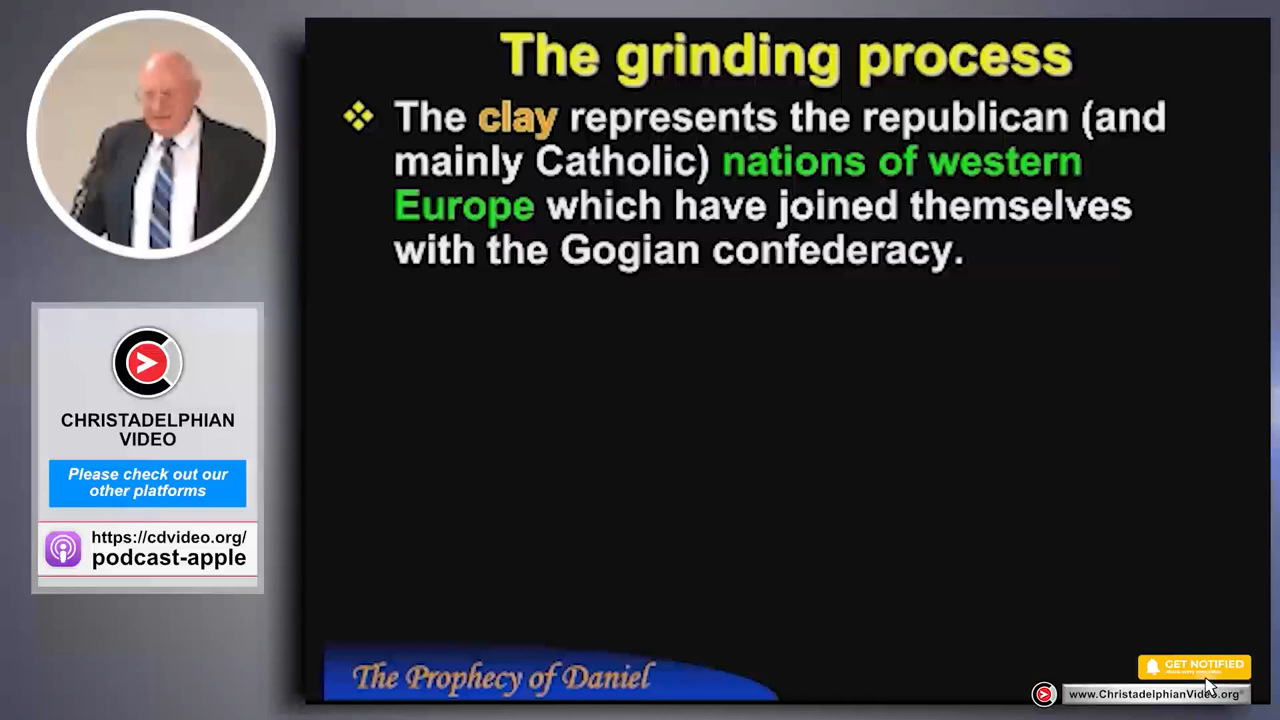 The grinding process
The clay represents the republican (and
mainly Catholic) nations of western
Europe which have joined themselves
with the Gogian confederacy.
CHRISTADELPHIAN
VIDEO
Please check out our
other platforms
https://cdvideo.org/
podcast-apple
The Prophecy of Daniel
GET NOTIFIED
www.ChristadelphianVideo.org